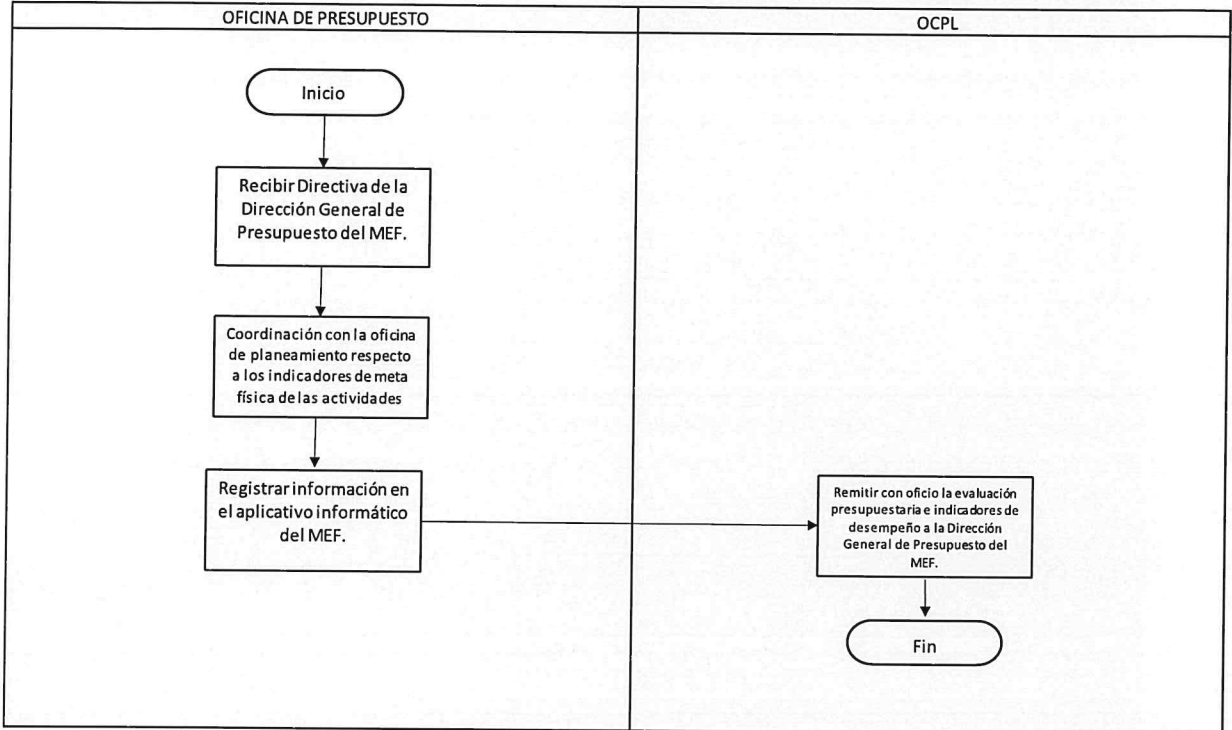 OFICINA DE PRESUPUESTO
OCPL
Inicio
Recibir Directiva de la
Dirección General de
Presupuesto del MEF.
Coordinación con la oficina
de planeamiento respecto
a los indicadores de meta
física de las actividades
Registrar información en
el aplicativo informático
del MEF.
Remitir con oficio la evaluación
presupuestaria e indicadores de
desempeño a la Dirección
General de Presupuesto del
MEF.
Fin